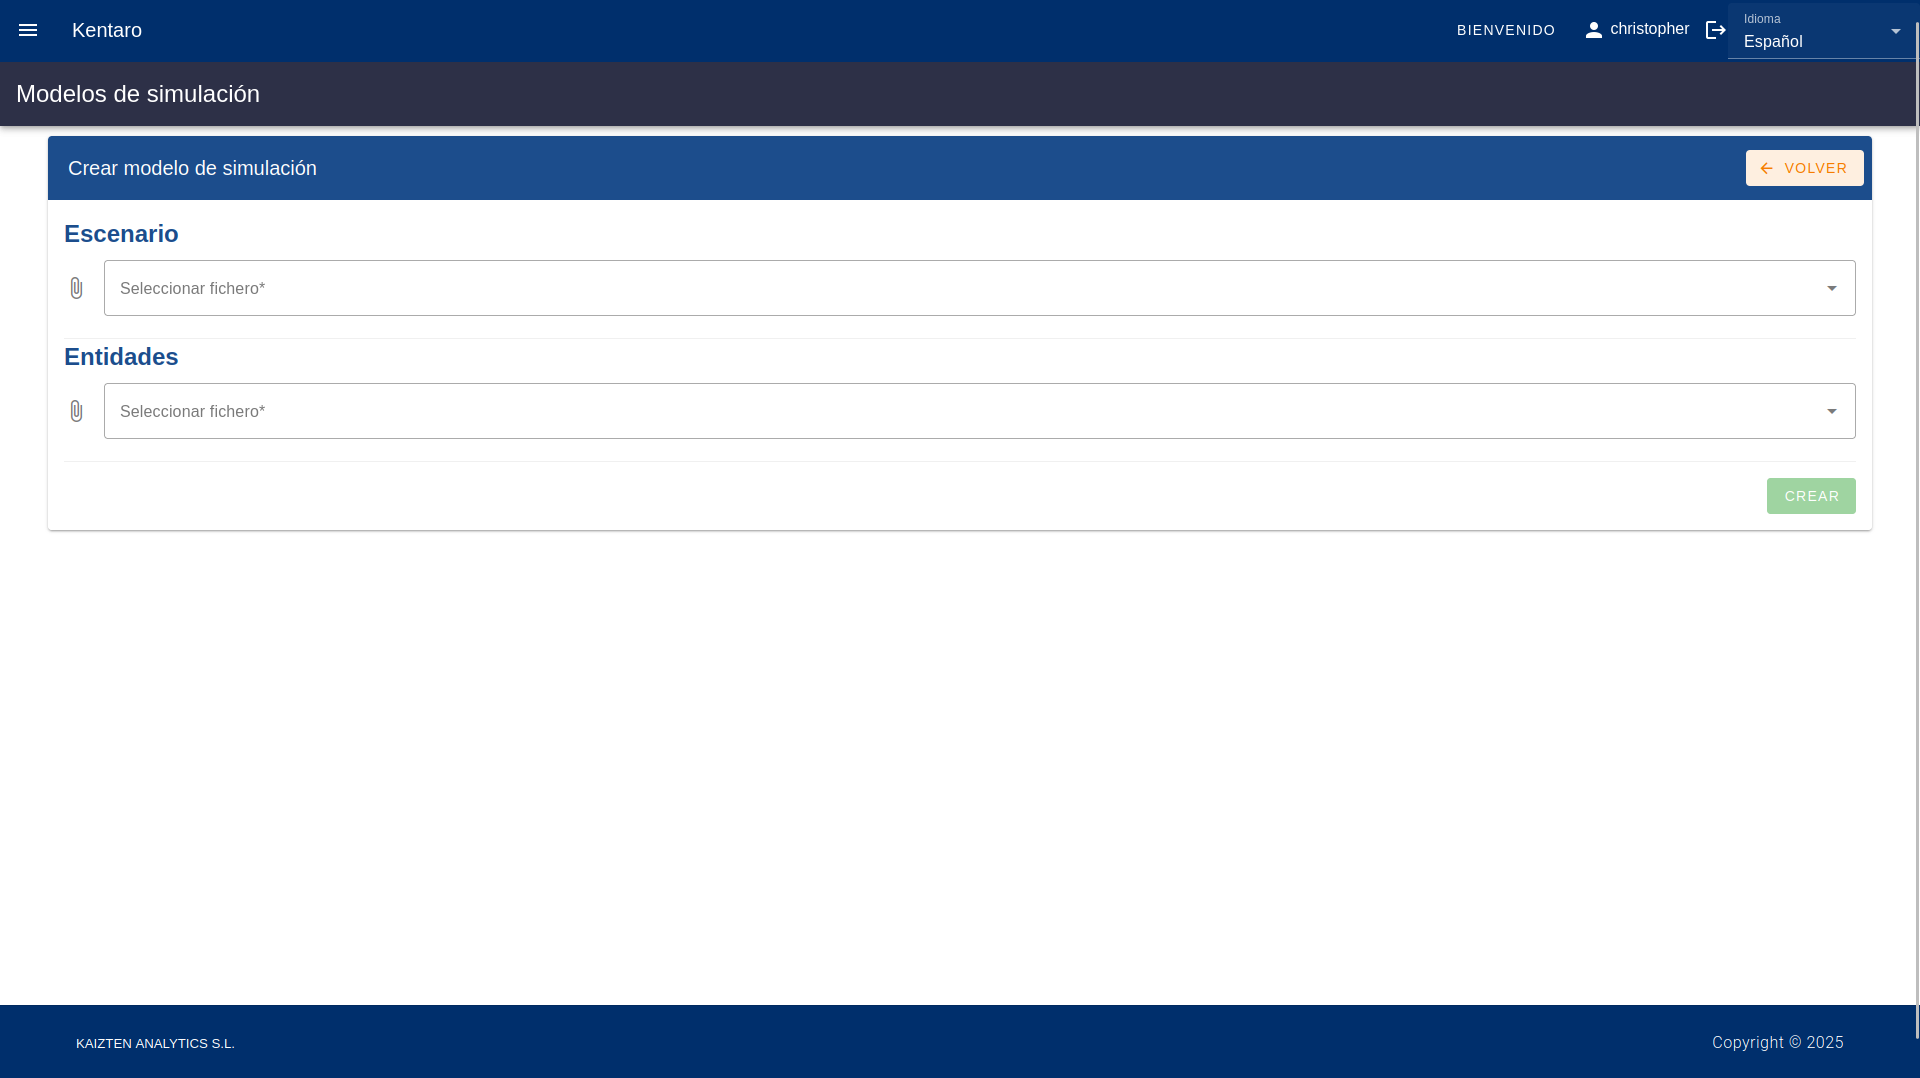 Kentaro
BIENVENIDO
christopher
Idioma
Español
Modelos de simulación
Crear modelo de simulación
VOLVER
Escenario
Seleccionar fichero*
Entidades
Seleccionar fichero*
CREAR
KAIZTEN ANALYTICS S.L.
Copyright © 2025